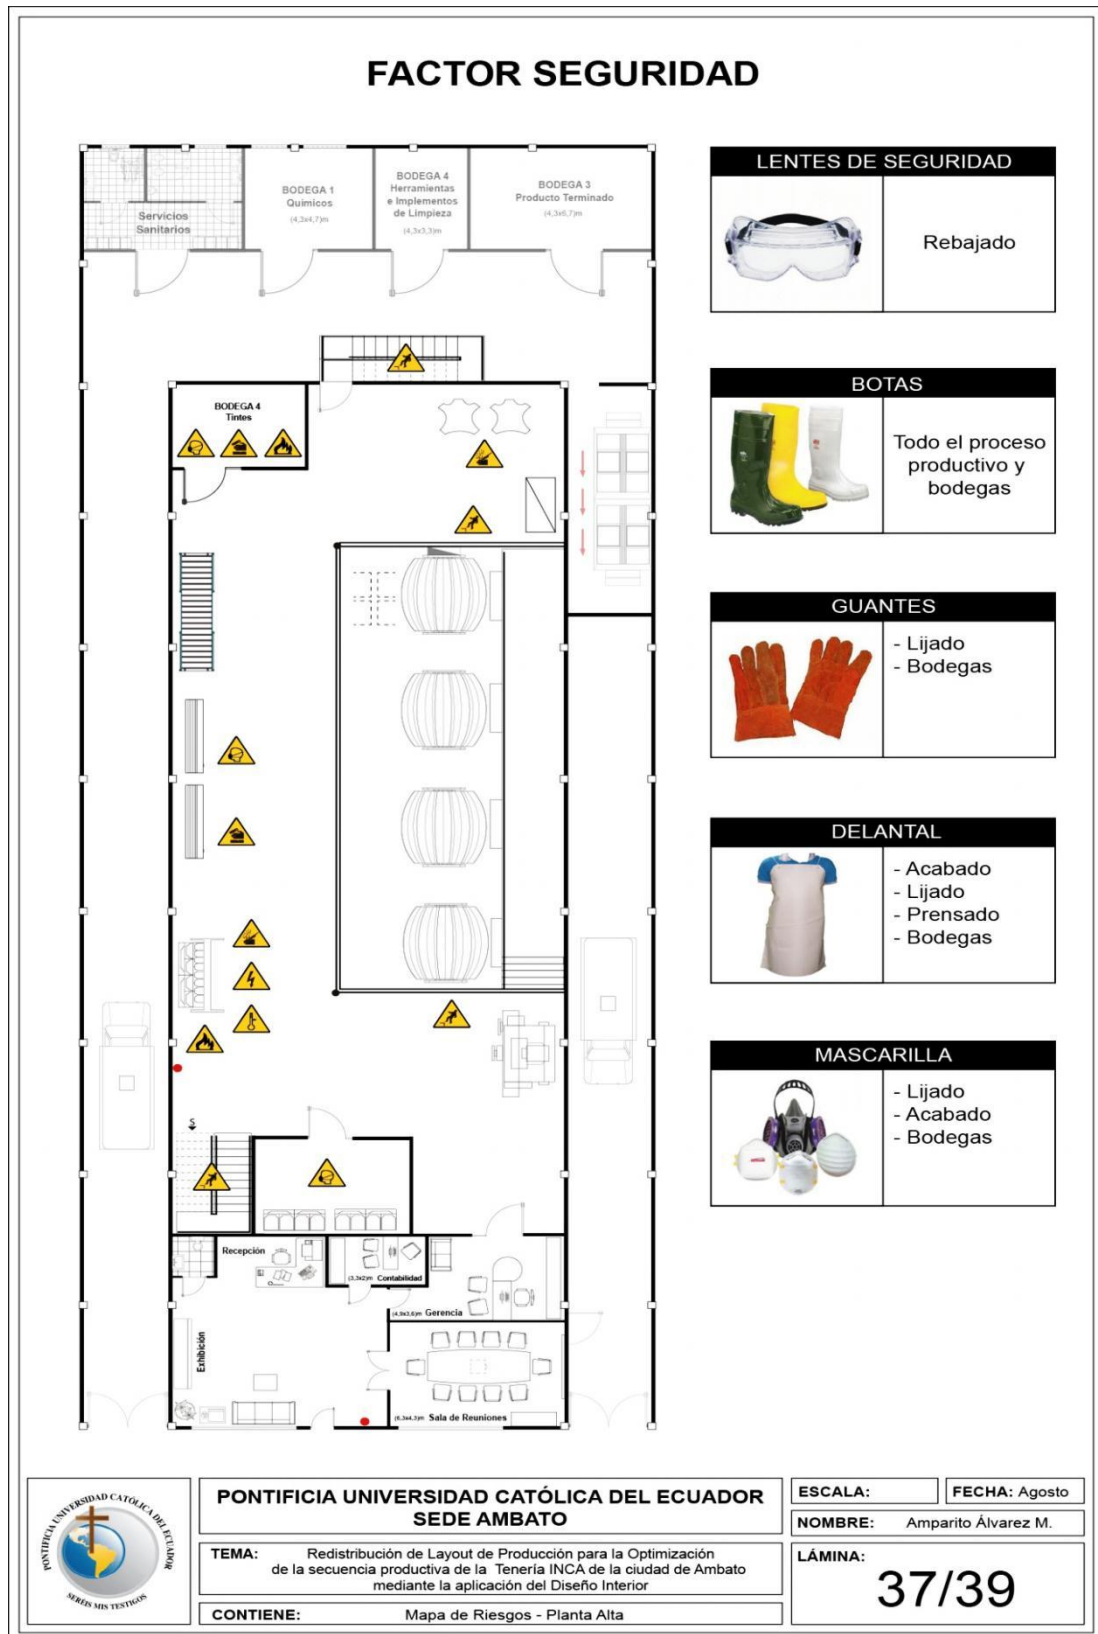 FACTOR SEGURIDAD
Servicios
Sanitarios
BODEGA 1
Quimicos
(4,3x4,7)m
BODEGA 4
Herramientas
e Implementos
de Limpieza
(4,3x3,3)m
BODEGA 3
Producto Terminado
(4,3x6,7)m
BODEGA 4
Tintes
S
Recepción
(3,3x2)m Contabilidad
(4,9x3,6)m Gerencia
Exhibición
(6,3x4,3)m Sala de Reuniones
LENTES DE SEGURIDAD
Rebajado
BOTAS
Todo el proceso
productivo y
bodegas
GUANTES
- Lijado
- Bodegas
DELANTAL
- Acabado
- Lijado
- Prensado
- Bodegas
MASCARILLA
- Lijado
- Acabado
- Bodegas
PONTIFICIA UNIVERSIDAD CATÓLICA DEL ECUADOR
SERÉIS MIS TESTIGOS
PONTIFICIA UNIVERSIDAD CATÓLICA DEL ECUADOR
SEDE AMBATO
TEMA: Redistribución de Layout de Producción para la Optimización
de la secuencia productiva de la Tenería INCA de la ciudad de Ambato
mediante la aplicación del Diseño Interior
CONTIENE: Mapa de Riesgos - Planta Alta
ESCALA:
FECHA: Agosto
NOMBRE: Amparito Álvarez M.
LÁMINA:
37/39